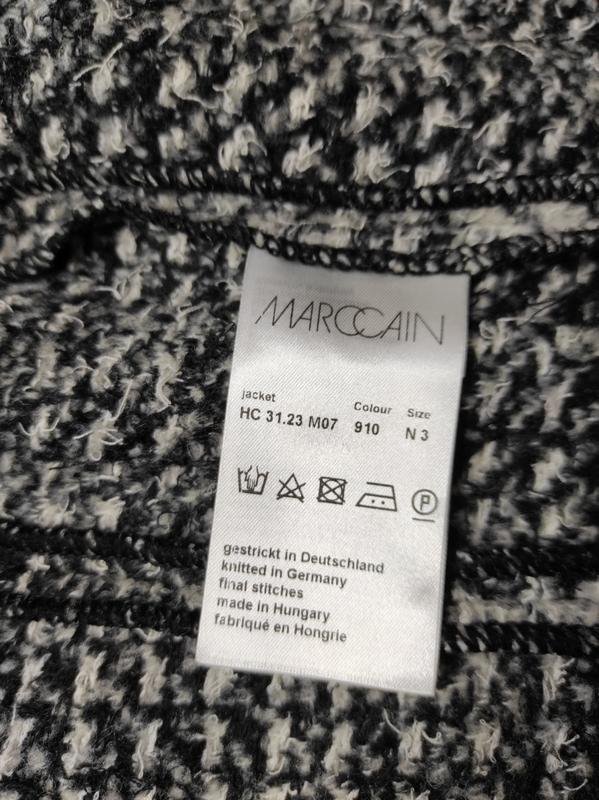 MARCCAIN
jacket Colour Size
HC 31.23 M07 910 N 3
P
gestrickt in Deutschland
knitted in Germany
final stitches
made in Hungary
fabriqué en Hongrie